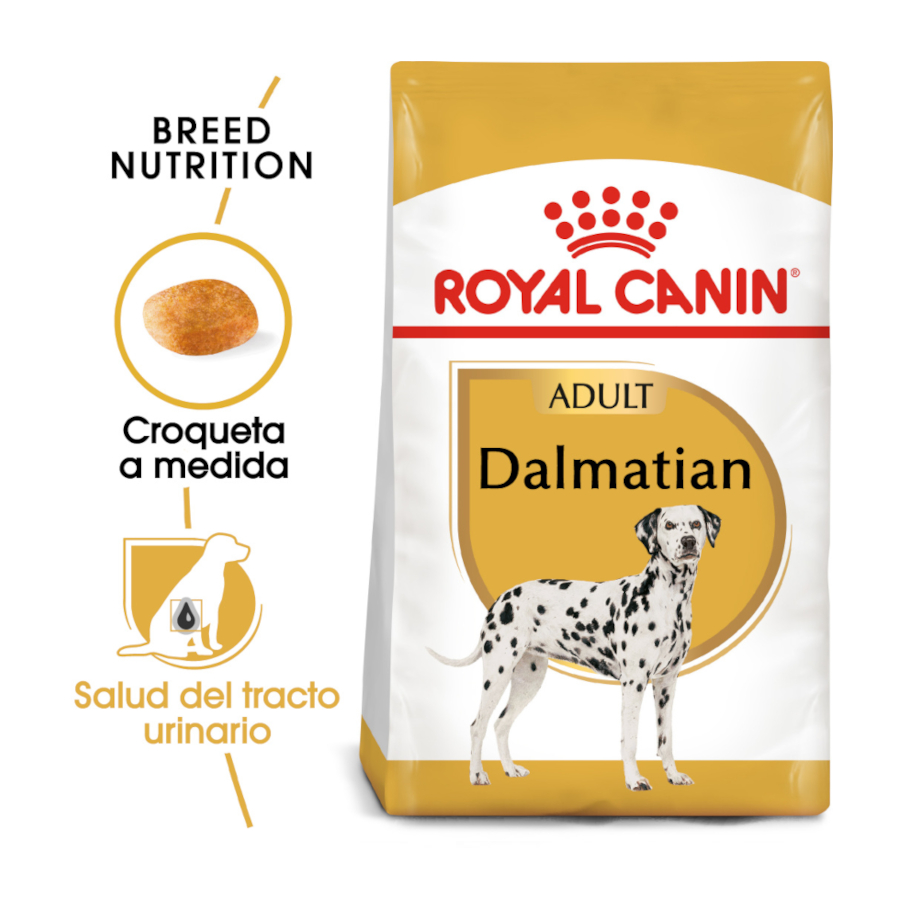 BREED
NUTRITION
Croqueta
a medida
Salud del tracto
urinario
ROYAL CANIN®
ADULT
Dalmatian